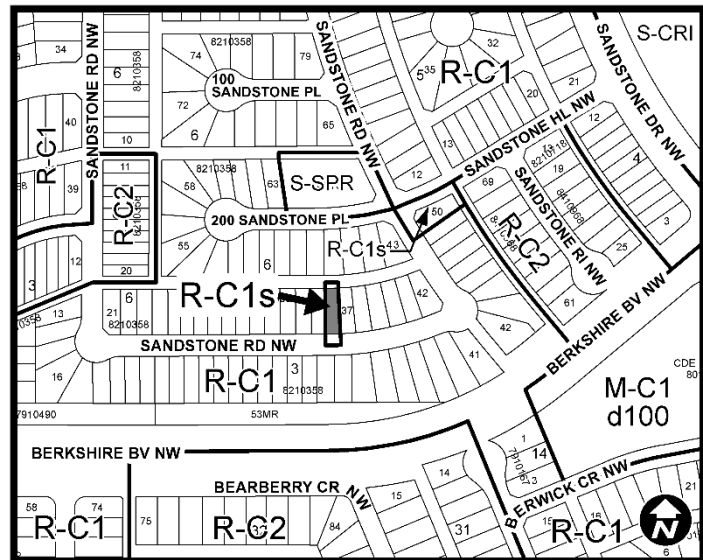 S-CRI
34
6
8210358
SANDSTONE RD NW
74
8210358
79
100
SANDSTONE PL
72
6
65
SANDSTONE RD NW
32
35
5
R-C1
20
21
SANDSTONE DR NW
40
R-C1
10
13
SANDSTONE HL NW
12
12
4
3
39
11
R-C2
8210358
20
8210358
58
63
S-SPR
200 SANDSTONE PL
55
6
43
50
R-C1s
69
8210718
19
SANDSTONE RI NW
R-C2
25
61
3
12
13
6
21
8210358
R-C1s
37
42
42
41
SANDSTONE RD NW
16
R-C1
3
8210358
BERKSHIRE BV NW
CDE
M-C1
d100
7910490
53MR
BERKSHIRE BV NW
1
14
7910167
13
BERWICK CR NW
BEARBERRY CR NW
58
74
R-C1
75
R-C2
84
15
14
31
R-C1
21
6
N